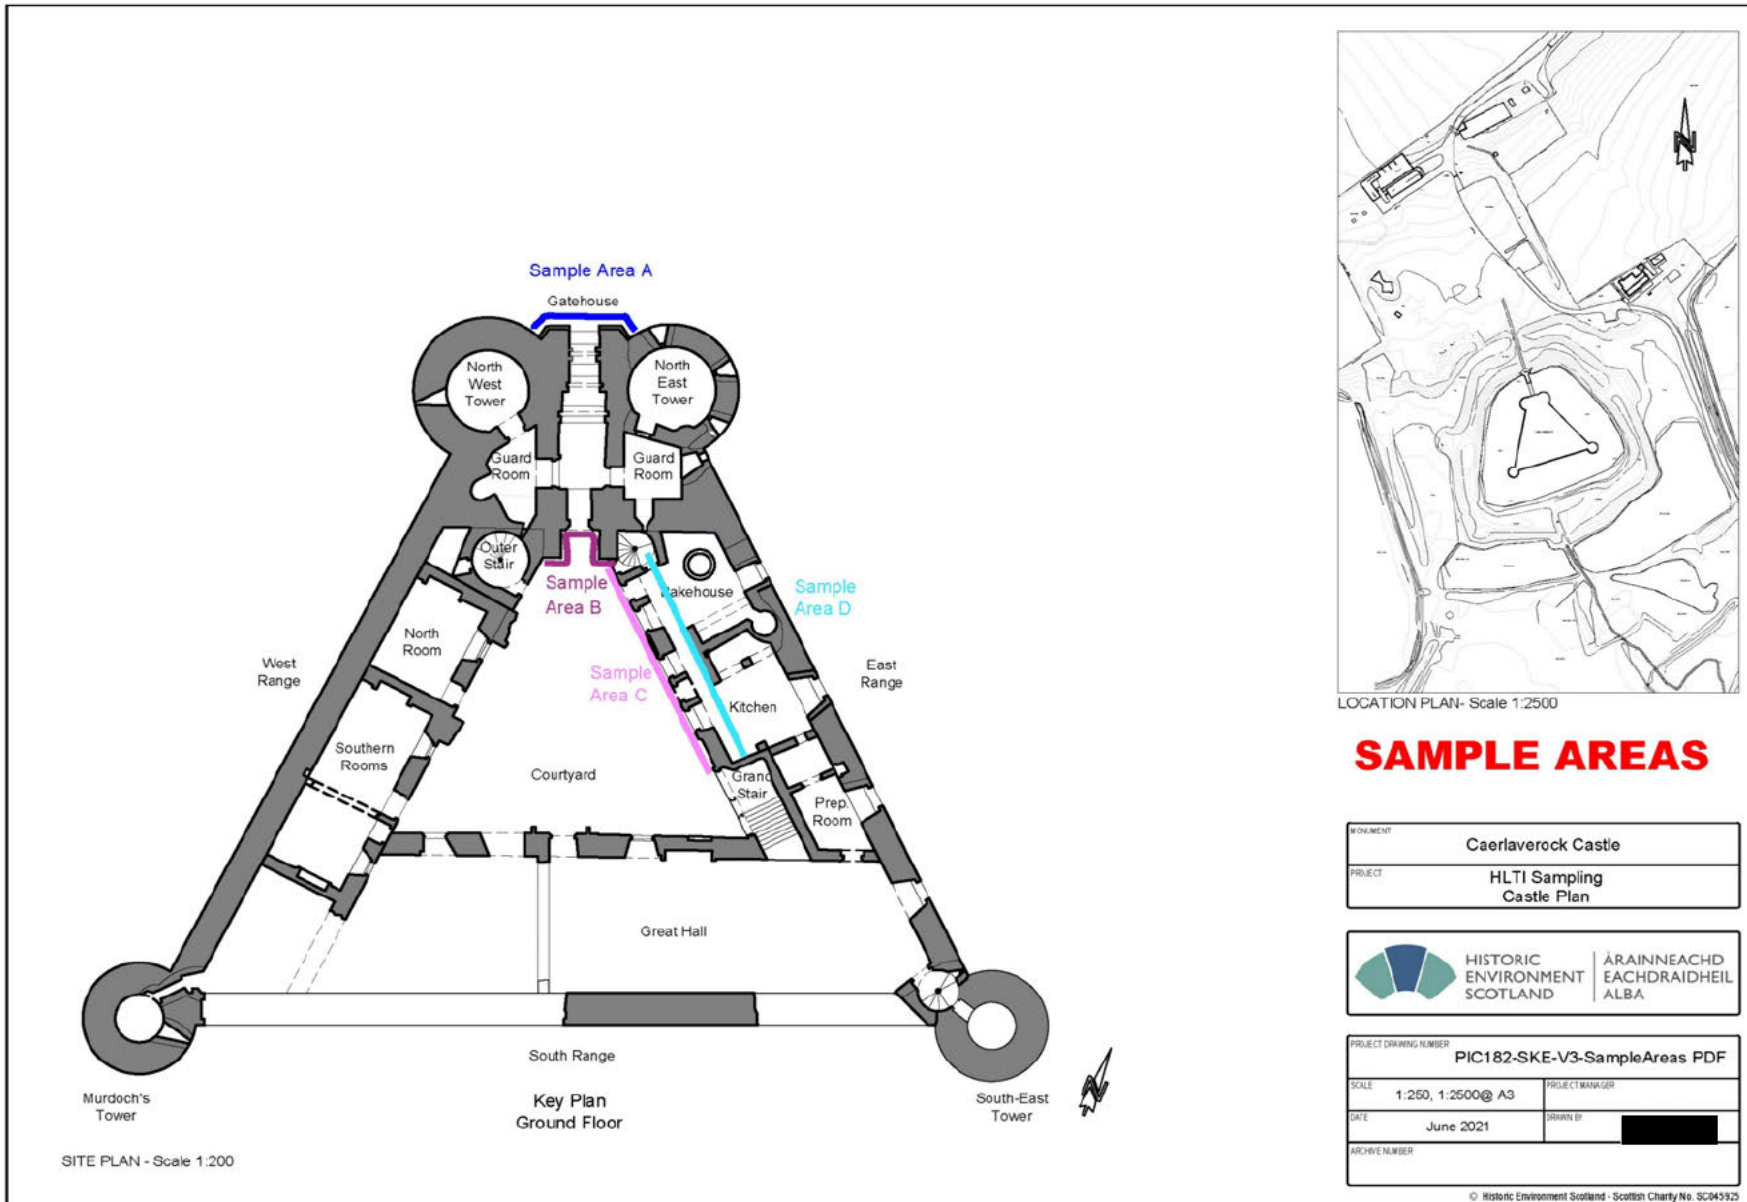 Sample Area A
Gatehouse
North
West
Tower
North
East
Tower
Guard
Room
Guard
Room
Outer
Stair
Sample
Area B
Bakehouse
Sample
Area D
North
Room
West
Range
Sample
Area C
East
Range
Kitchen
Southern
Rooms
Courtyard
Grand
Stair
Prep.
Room
Great Hall
South Range
Murdoch's
Tower
Key Plan
Ground Floor
South-East
Tower
N
SITE PLAN - Scale 1:200
N
LOCATION PLAN- Scale 1:2500
SAMPLE AREAS
MONUMENT
Caerlaverock Castle
PROJECT
HLTI Sampling
Castle Plan
HISTORIC
ENVIRONMENT
SCOTLAND
ÀRAINNEACHD
EACHDRAIDHEIL
ALBA
PROJECT DRAWING NUMBER
PIC182-SKE-V3-SampleAreas PDF
SCALE
1:250, 1:2500@ A3
PROJECT MANAGER
DATE
June 2021
DRAWN BY
ARCHIVE NUMBER
© Historic Environment Scotland - Scottish Charity No. SC045925